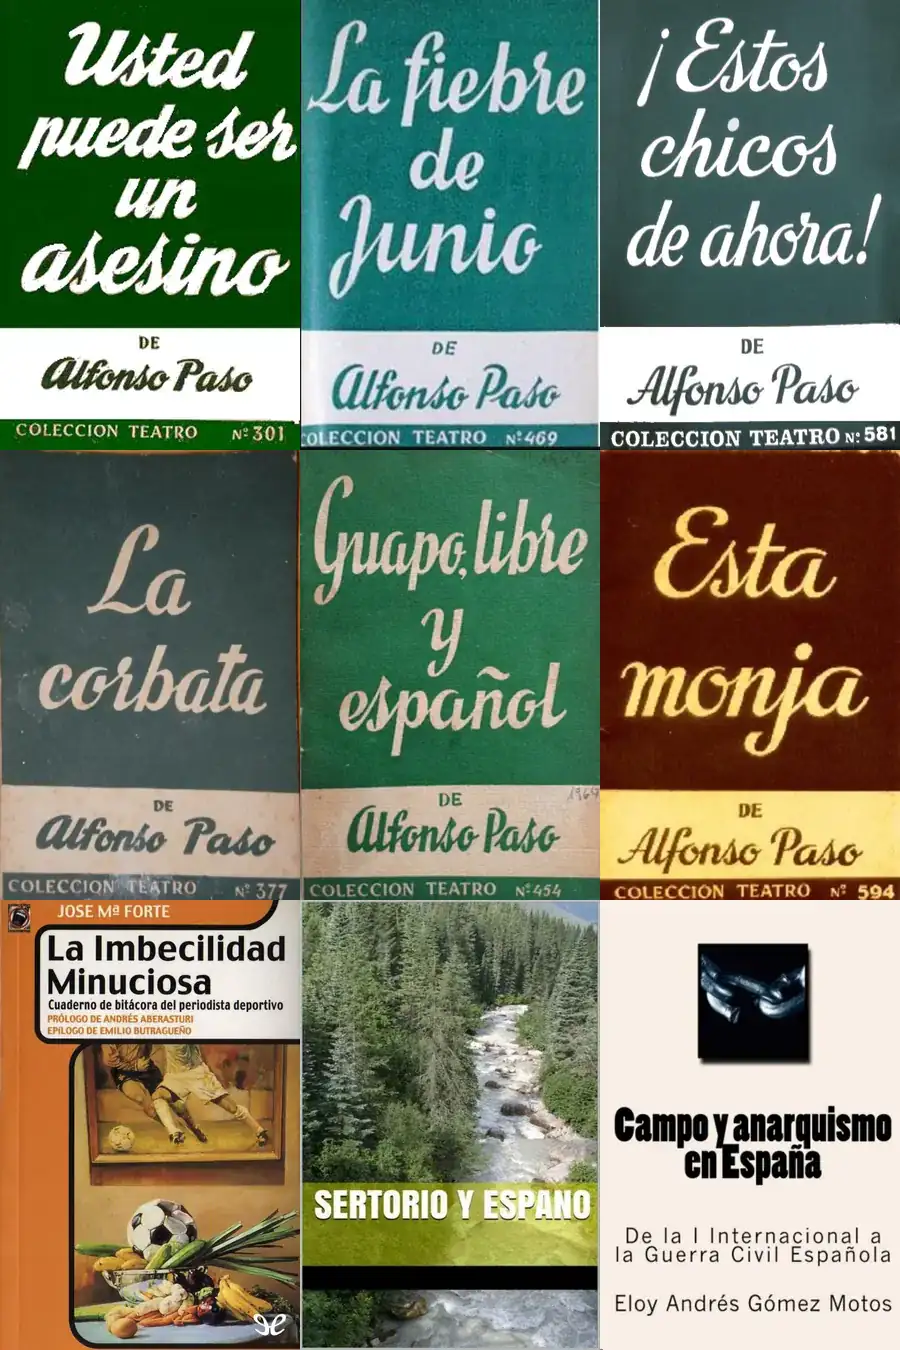 Usted
puede ser
un
asesino
DE
Alfonso Paso
COLECCION TEATRO Nº 301
La fiebre
de
Junio
DE
Alfonso Paso
COLECCION TEATRO Nº 469
¡Estos
chicos
de ahora!
DE
Alfonso Paso
COLECCION TEATRO Nº 581
La
corbata
DE
Alfonso Paso
COLECCION TEATRO Nº 377
Guapo, libre
y
español
DE
Alfonso Paso
COLECCION TEATRO Nº 454
Esta
monja
DE
Alfonso Paso
COLECCION TEATRO Nº 594
JOSE Mª FORTE
La Imbecilidad
Minuciosa
Cuaderno de bitácora del periodista deportivo
PRÓLOGO DE ANDRÉS ABERASTURI
EPÍLOGO DE EMILIO BUTRAGUEÑO
SERTORIO Y ESPANO
Campo y anarquismo
en España
De la I Internacional a
la Guerra Civil Española
Eloy Andrés Gómez Motos